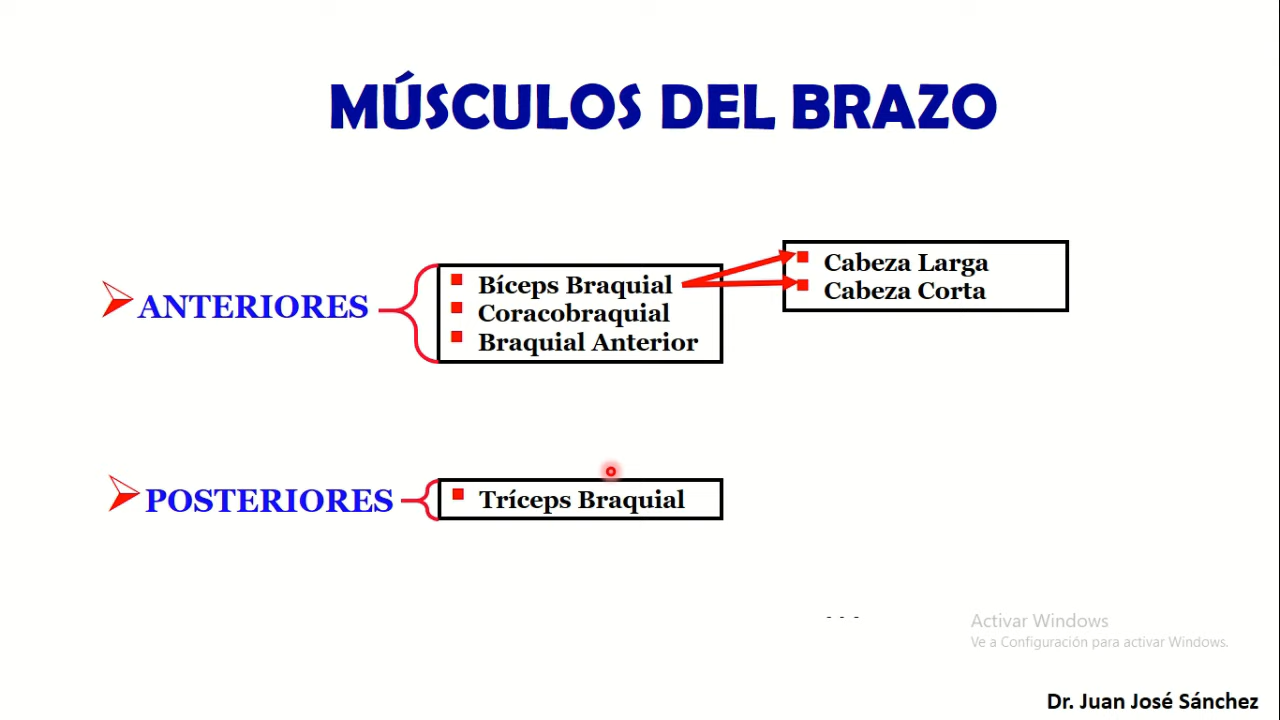 MÚSCULOS DEL BRAZO
ANTERIORES
Bíceps Braquial
Coracobraquial
Braquial Anterior
Cabeza Larga
Cabeza Corta
POSTERIORES
Tríceps Braquial
- - -
Activar Windows
Ve a Configuración para activar Windows.
Dr. Juan José Sánchez